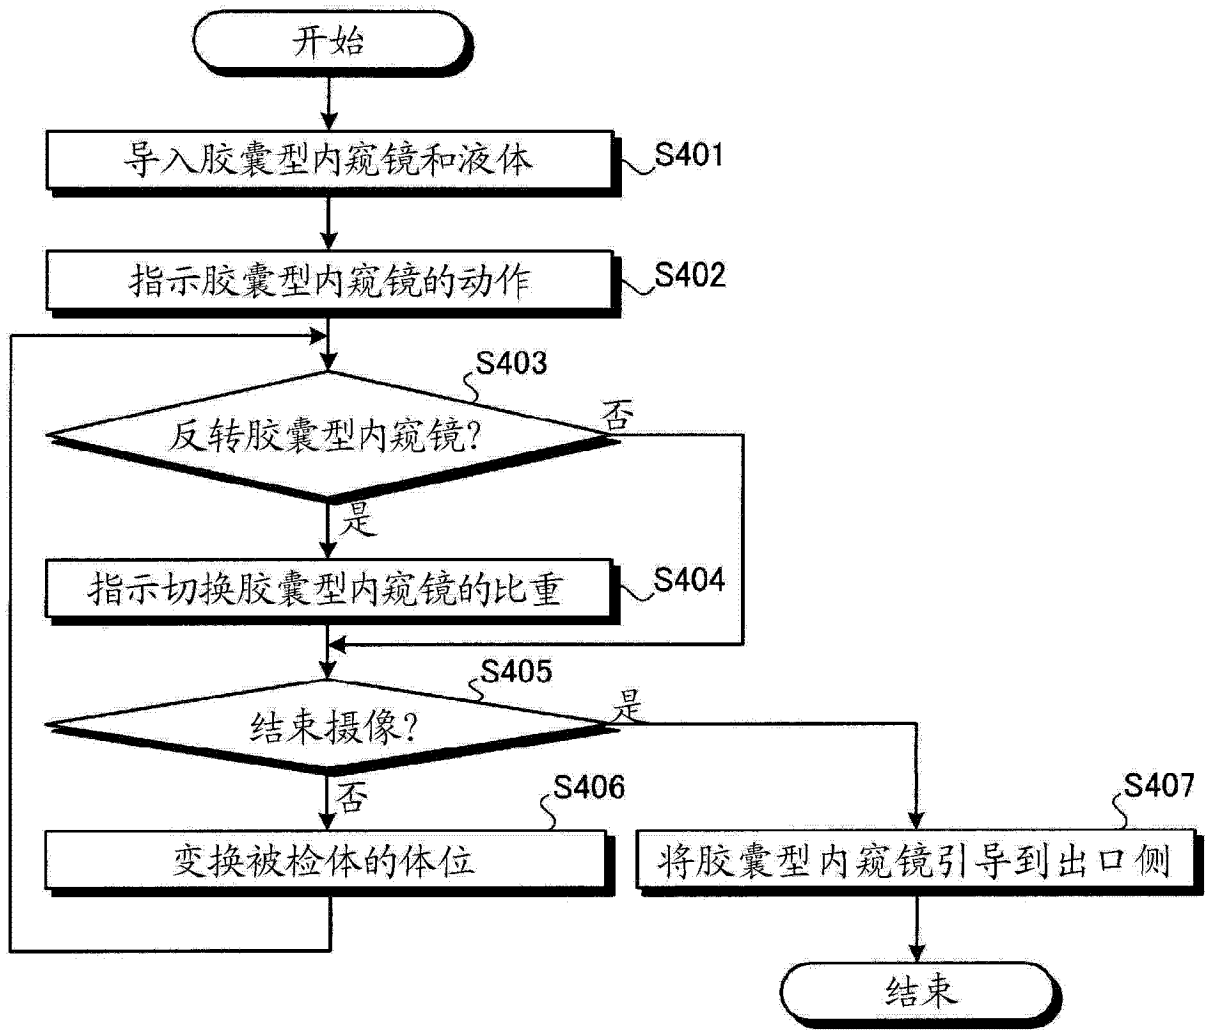 开始
导入胶囊型内窥镜和液体
S401
指示胶囊型内窥镜的动作
S402
S403
反转胶囊型内窥镜?
否
是
指示切换胶囊型内窥镜的比重
S404
S405
结束摄像?
是
否
S406
变换被检体的体位
S407
将胶囊型内窥镜引导到出口侧
结束